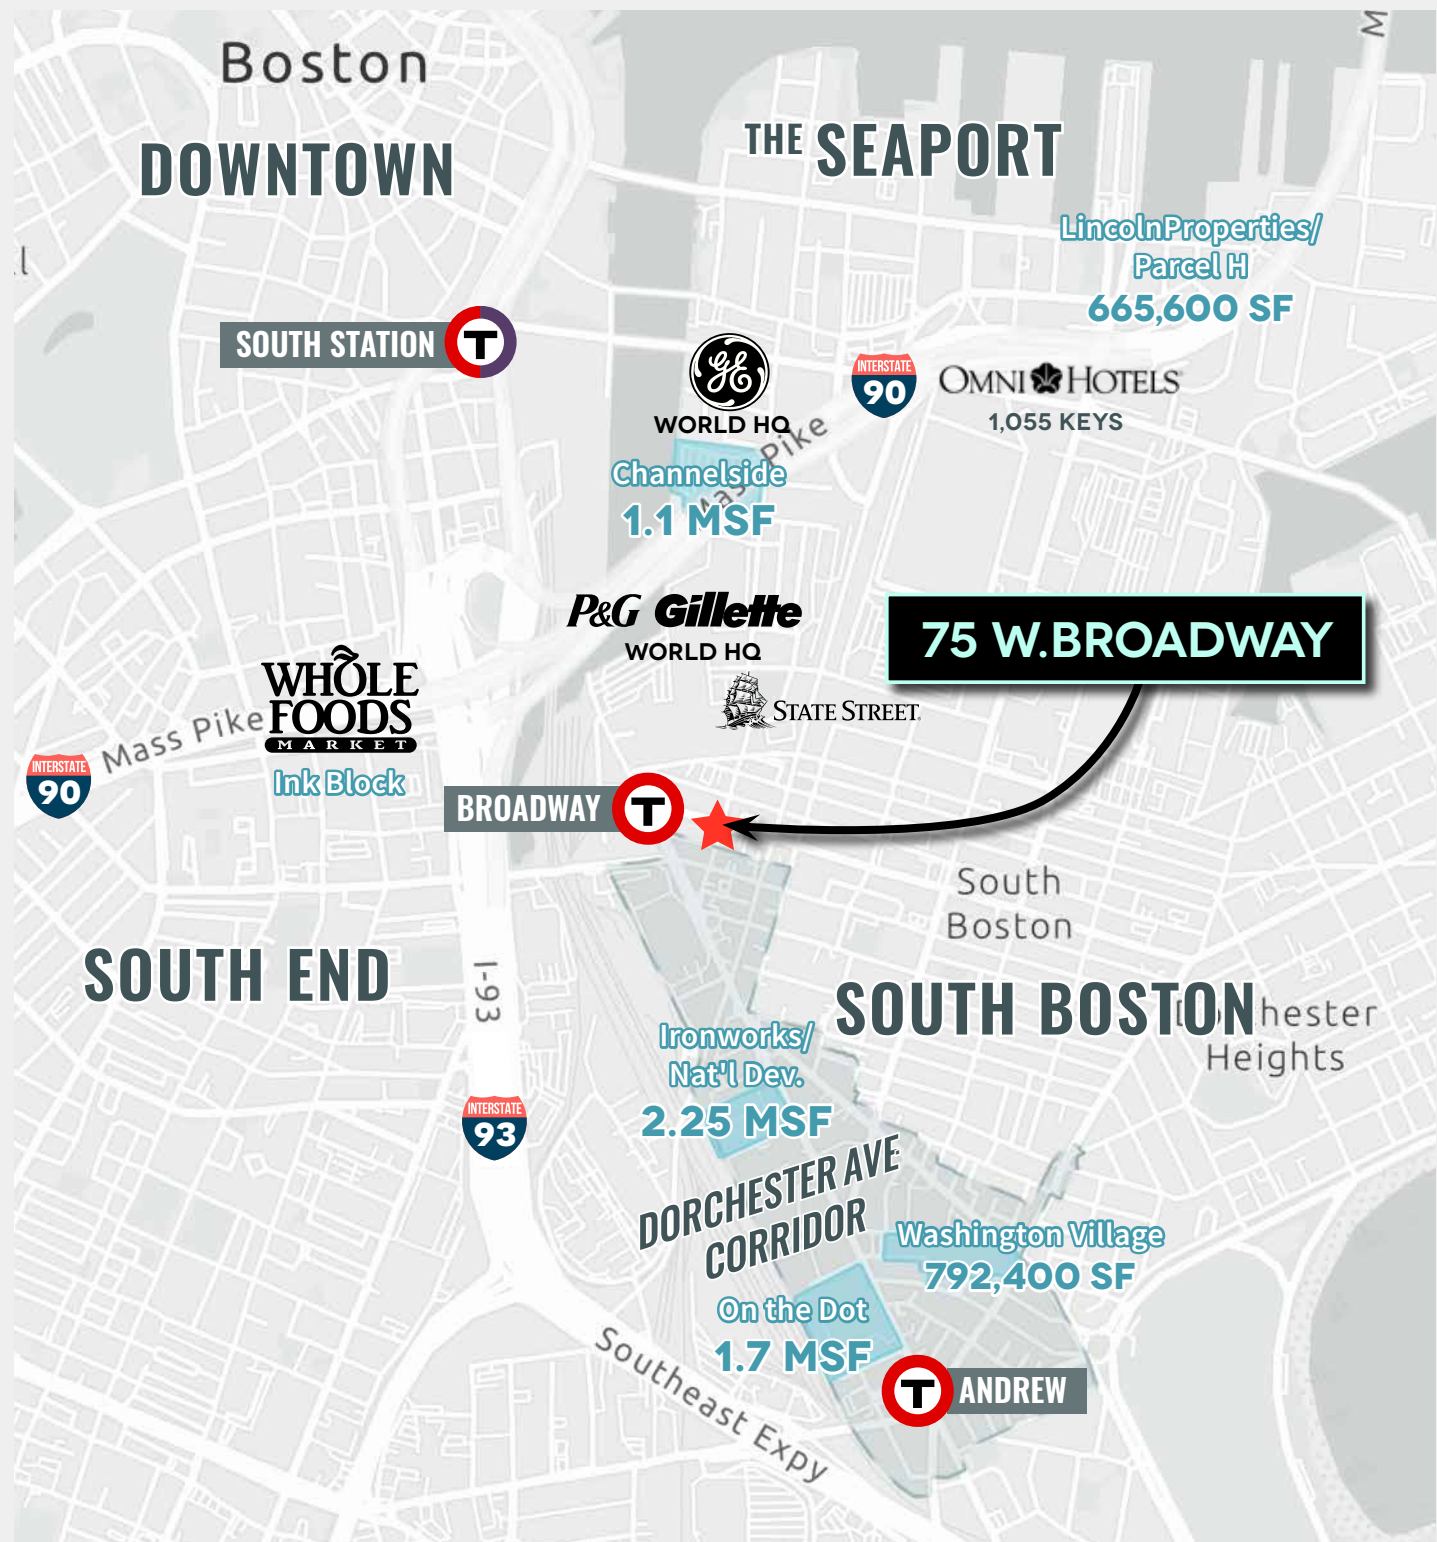 Boston
DOWNTOWN
THE SEAPORT
M
LincolnProperties/
Parcel H
665,600 SF
SOUTH STATION T
GE
WORLD HQ
INTERSTATE
90
OMNI HOTELS
1,055 KEYS
Mass Pike
Channelside
1.1 MSF
P&G Gillette
WORLD HQ
75 W.BROADWAY
STATE STREET
WHOLE
FOODS
MARKET
Mass Pike
INTERSTATE
90
Ink Block
BROADWAY T
South
Boston
SOUTH END
I-93
SOUTH BOSTON
hester
Heights
Ironworks/
Nat'l Dev.
2.25 MSF
INTERSTATE
93
DORCHESTER AVE
CORRIDOR
Washington Village
792,400 SF
On the Dot
1.7 MSF
T ANDREW
Southeast Expy